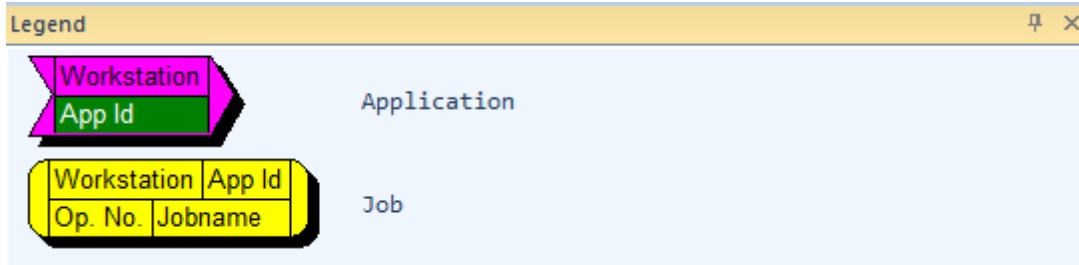 Legend
Workstation
App Id
Application
Workstation App Id
Op. No. Jobname
Job